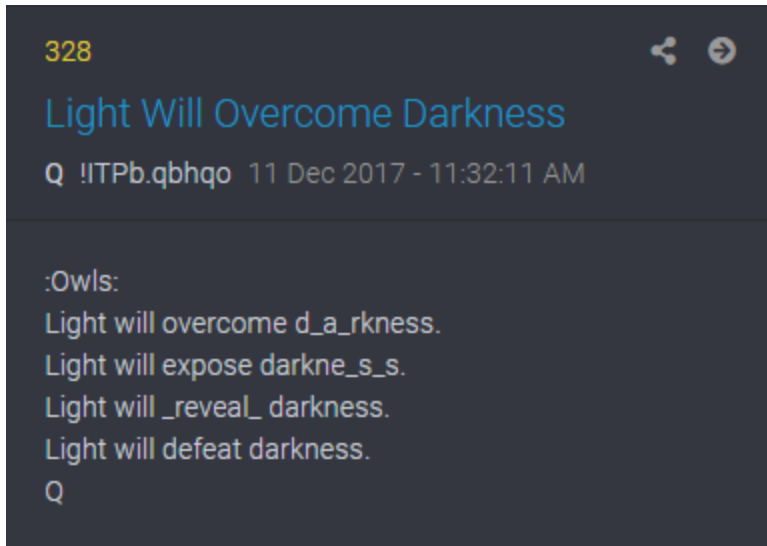 328
Light Will Overcome Darkness
Q !ITPb.qbhqo 11 Dec 2017 - 11:32:11 AM
:Owls:
Light will overcome d_a_rkness.
Light will expose darkne_s_s.
Light will _reveal_ darkness.
Light will defeat darkness.
Q